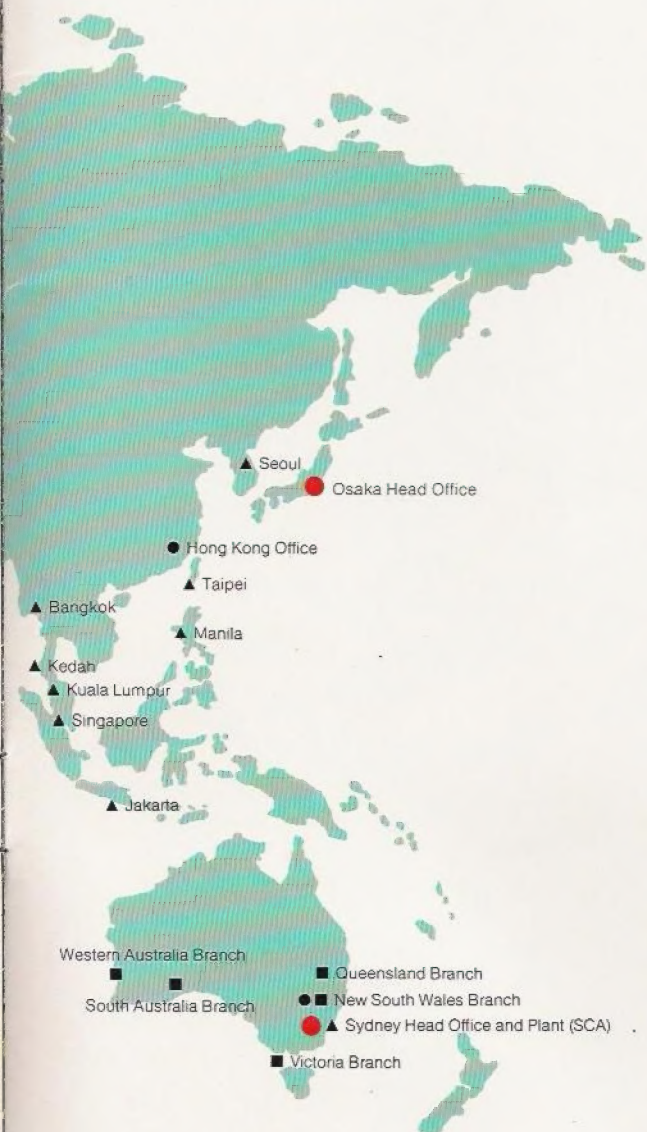 Seoul
Osaka Head Office
Hong Kong Office
Taipei
Bangkok
Manila
Kedah
Kuala Lumpur
Singapore
Jakarta
Western Australia Branch
Queensland Branch
South Australia Branch
New South Wales Branch
Sydney Head Office and Plant (SCA)
Victoria Branch